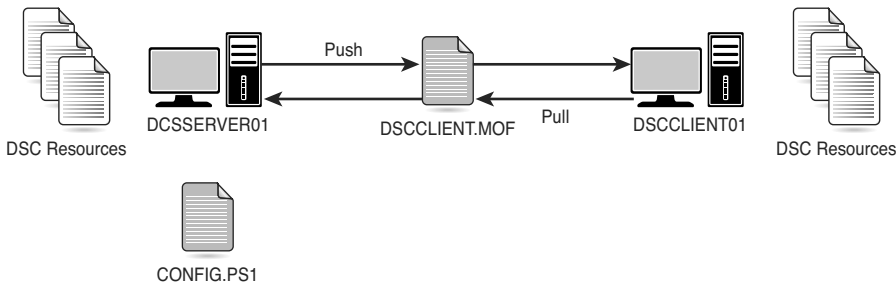 Push
DCSSERVER01
DSCCLIENT.MOF
Pull
DSCCLIENT01
DSC Resources
DSC Resources
CONFIG.PS1